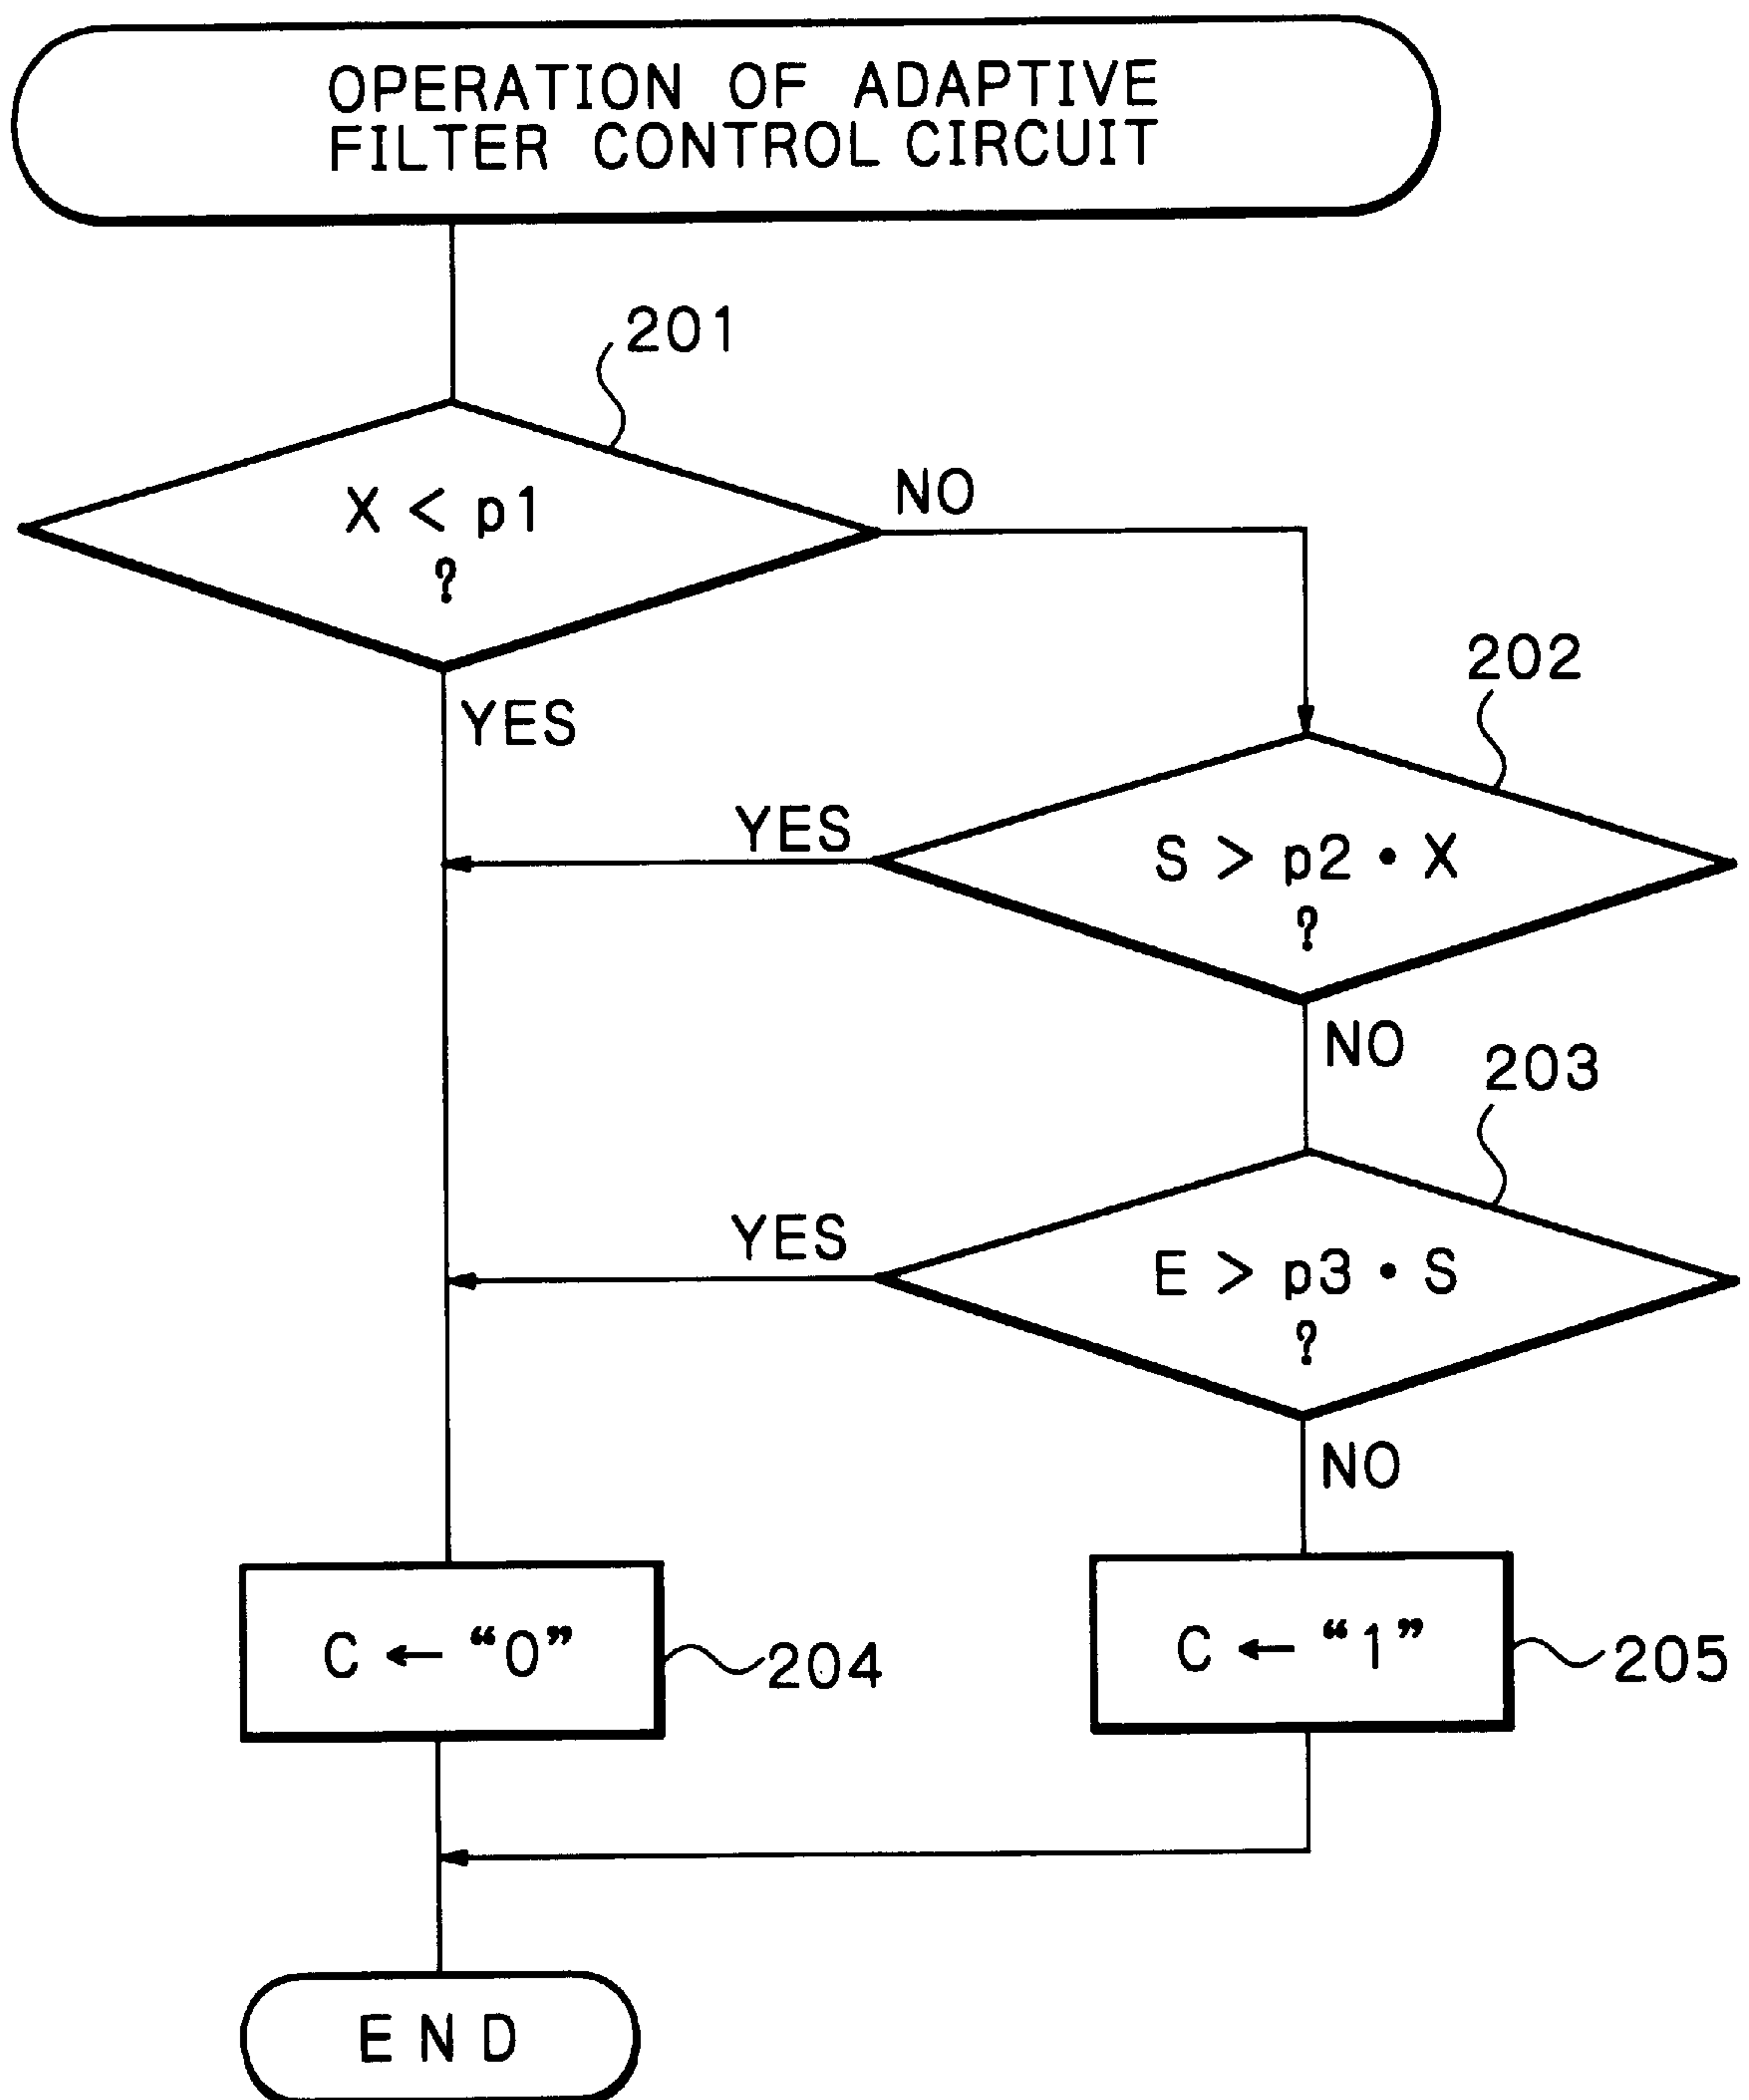 OPERATION OF ADAPTIVE
FILTER CONTROL CIRCUIT
201
X < p1
?
NO
YES
202
YES
S > p2 • X
?
NO
203
YES
E > p3 • S
?
NO
C ← “0”
204
C ← “1”
205
END